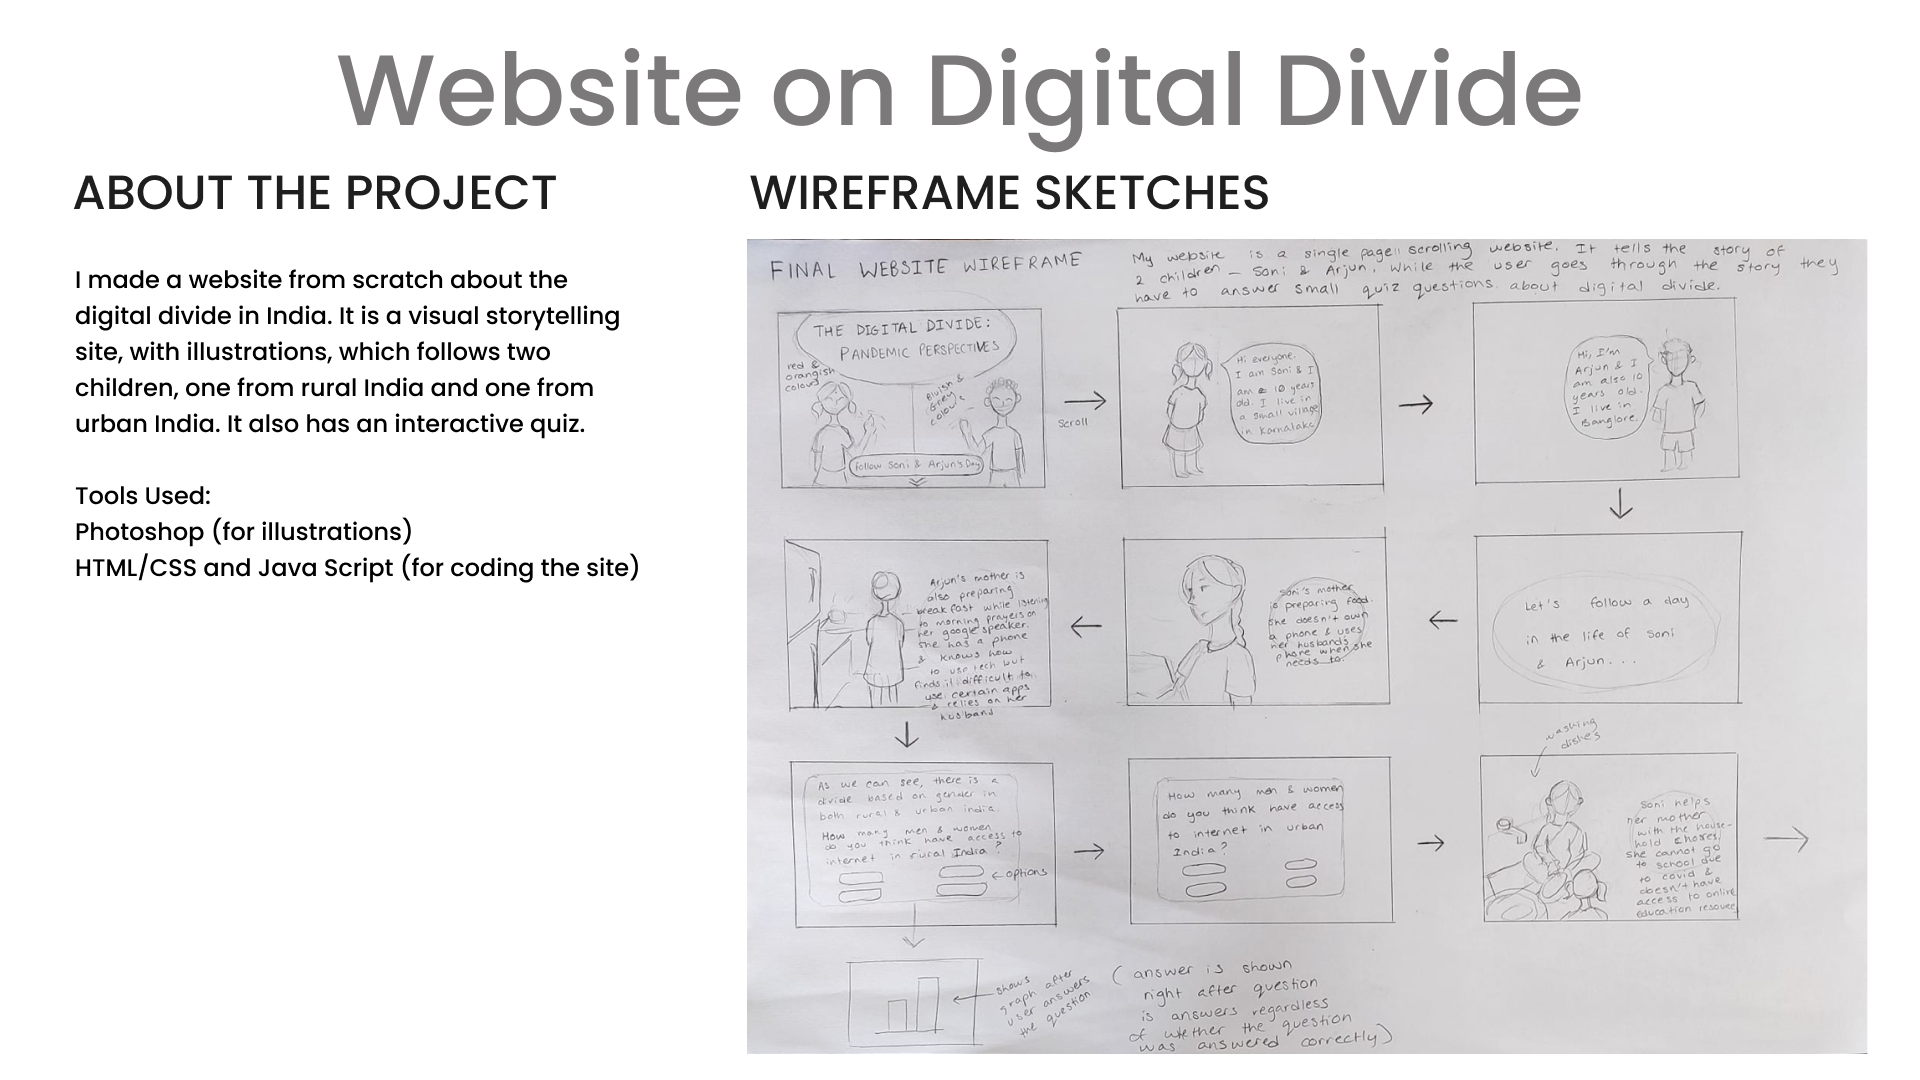 Website on Digital Divide
ABOUT THE PROJECT
I made a website from scratch about the
digital divide in India. It is a visual storytelling
site, with illustrations, which follows two
children, one from rural India and one from
urban India. It also has an interactive quiz.
Tools Used:
Photoshop (for illustrations)
HTML/CSS and Java Script (for coding the site)
WIREFRAME SKETCHES
FINAL WEBSITE WIREFRAME
My website is a single page scrolling website. It tells the story of
2 children – Soni & Arjun. While the user goes through the story they
have to answer small quiz questions about digital divide.
THE DIGITAL DIVIDE:
PANDEMIC PERSPECTIVES
red &
orangish
colours
Bluish &
Grey
colours
Follow Soni & Arjun's Day
Scroll
Hi everyone.
I am Soni & I
am 10 years
old. I live in
a small village
in Karnataka
Hi, I'm
Arjun & I
am also 10
years old.
I live in
Banglore.
Let's follow a day
in the life of Soni
& Arjun...
Soni's mother
is preparing food.
She doesn't own
a phone & uses
her husband's
phone when she
needs to.
Arjun's mother is
also preparing
breakfast while listening
to morning prayers on
her google speaker.
She has a phone
& knows how
to use tech but
finds it difficult to
use certain apps
& relies on her
husband
As we can see, there is a
divide based on gender in
both rural & urban india.
How many men & women
do you think have access to
internet in rural India?
options
How many men & women
do you think have access
to internet in urban
India?
washing
dishes
Soni helps
her mother
with the house-
hold chores.
She cannot go
to school due
to covid &
doesn't have
access to online
education
shows
graph after
user answers
the question
(answer is shown
right after question
is answers regardless
of whether the question
was answered correctly)